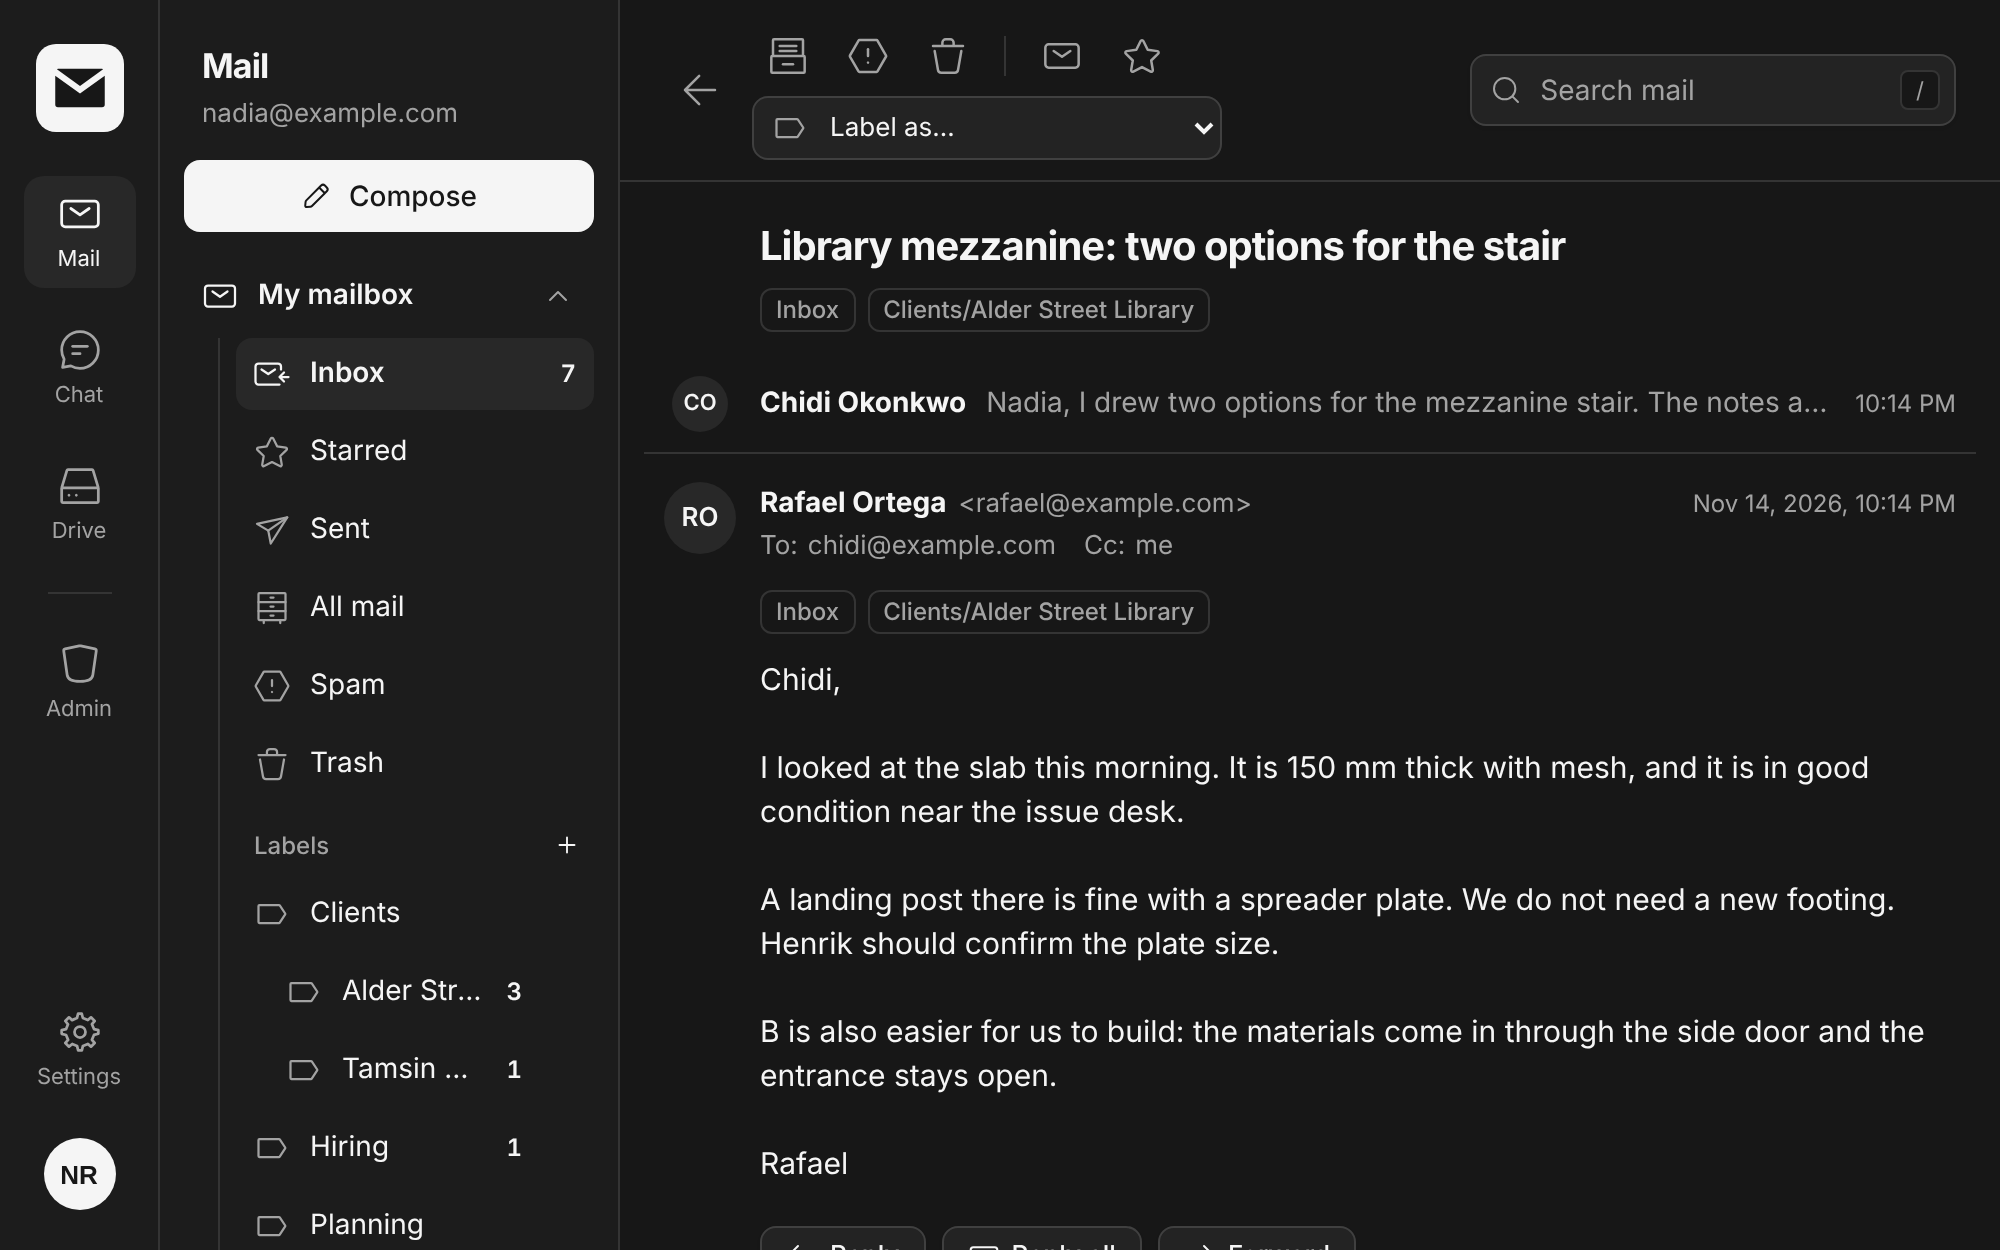 Mail
Chat
Drive
Admin
Settings
NR
Mail
nadia@example.com
Compose
My mailbox
Inbox 7
Starred
Sent
All mail
Spam
Trash
Labels +
Clients
Alder Str... 3
Tamsin ... 1
Hiring 1
Planning
Label as...
Search mail /
Library mezzanine: two options for the stair
Inbox Clients/Alder Street Library
CO Chidi Okonkwo Nadia, I drew two options for the mezzanine stair. The notes a... 10:14 PM
RO Rafael Ortega <rafael@example.com> Nov 14, 2026, 10:14 PM
To: chidi@example.com Cc: me
Inbox Clients/Alder Street Library
Chidi,
I looked at the slab this morning. It is 150 mm thick with mesh, and it is in good
condition near the issue desk.
A landing post there is fine with a spreader plate. We do not need a new footing.
Henrik should confirm the plate size.
B is also easier for us to build: the materials come in through the side door and the
entrance stays open.
Rafael